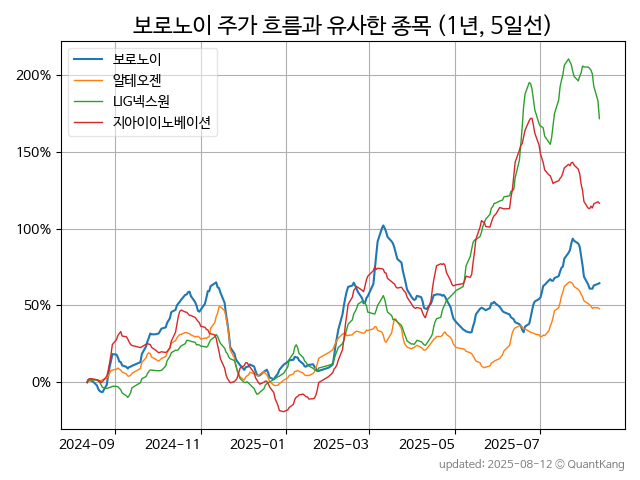 보로노이 주가 흐름과 유사한 종목 (1년, 5일선)
보로노이
알테오젠
LIG넥스원
지아이이노베이션
200%
150%
100%
50%
0%
2024-09 2024-11 2025-01 2025-03 2025-05 2025-07
updated: 2025-08-12 © QuantKang